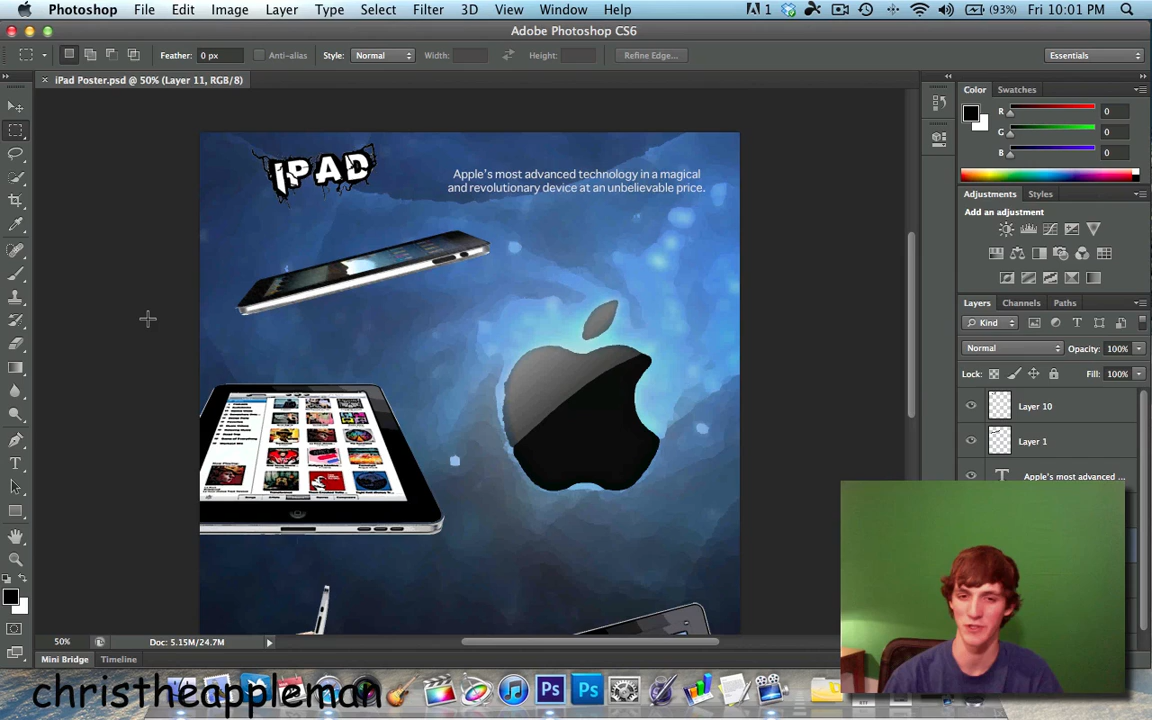 Photoshop File Edit Image Layer Type Select Filter 3D View Window Help 1 (93%) Fri 10:01 PM
Adobe Photoshop CS6
Feather: 0 px Anti-alias Style: Normal Width: Height: Refine Edge... Essentials
× iPad Poster.psd @ 50% (Layer 11, RGB/8)
Color Swatches
R 0
G 0
B 0
IPAD
Apple's most advanced technology in a magical
and revolutionary device at an unbelievable price.
Adjustments Styles
Add an adjustment
Layers Channels Paths
Kind
Normal Opacity: 100%
Lock: Fill: 100%
Layer 10
Layer 1
T Apple's most advanced ...
50% Doc: 5.15M/24.7M
Mini Bridge Timeline
christheappleman
Ps Ps